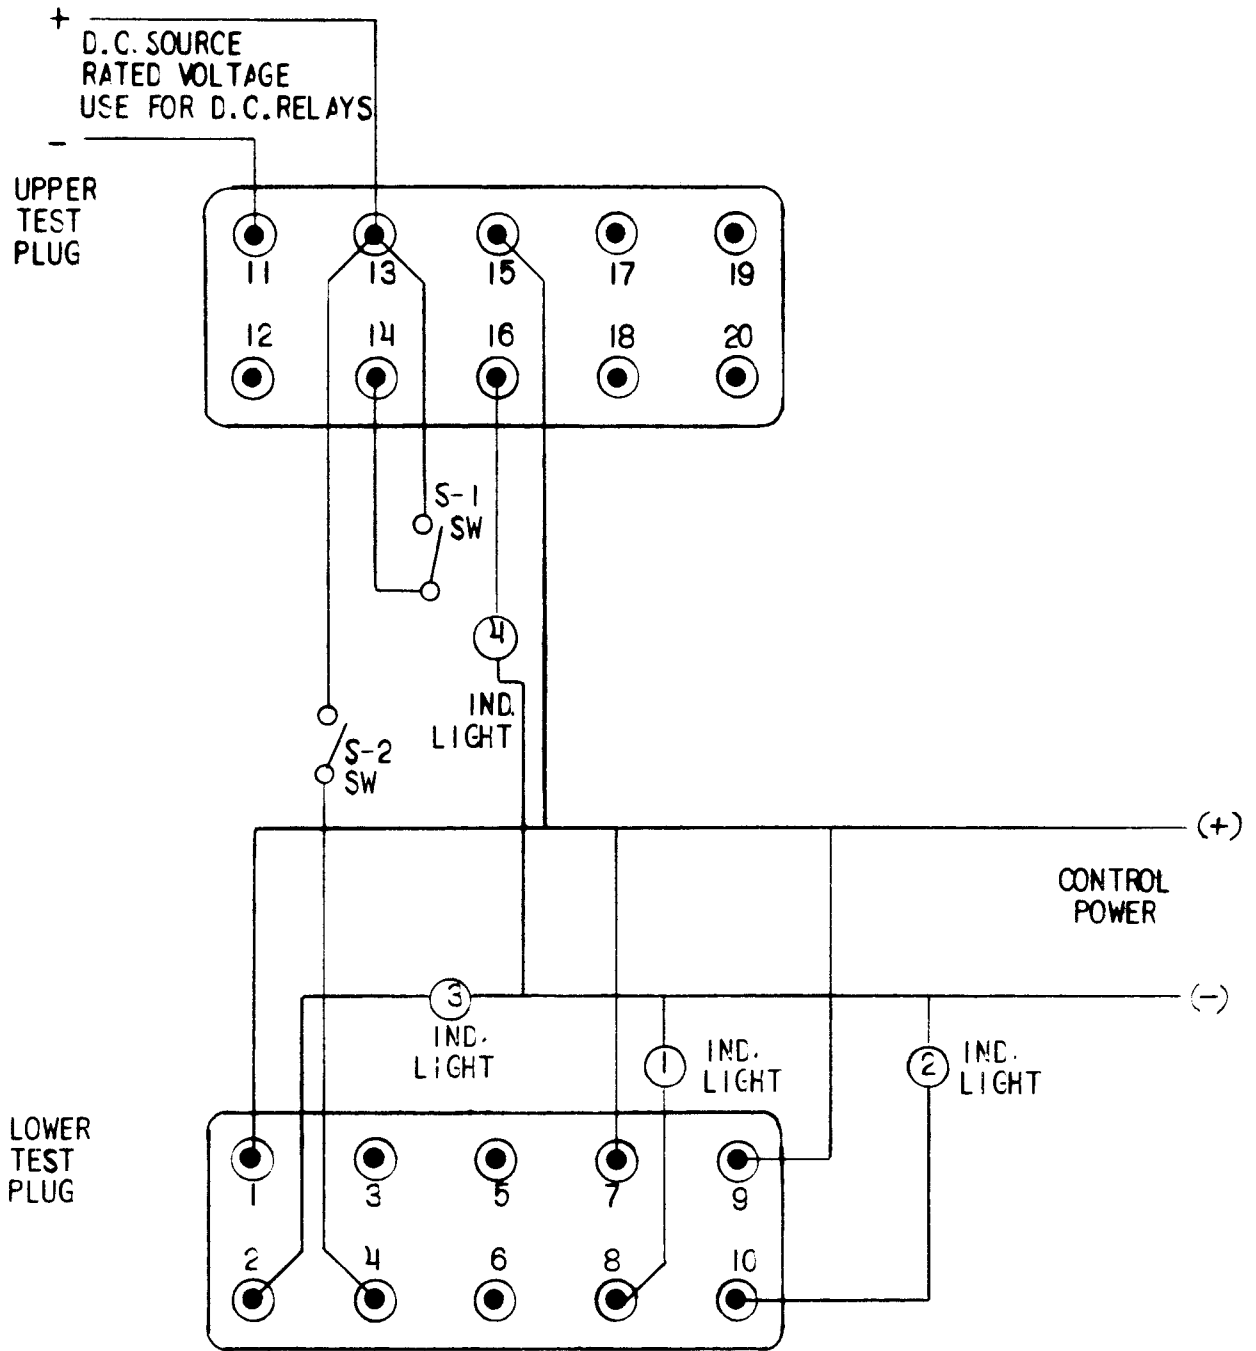 +
D.C. SOURCE
RATED VOLTAGE
USE FOR D.C. RELAYS
-
UPPER
TEST
PLUG
11 13 15 17 19
12 14 16 18 20
S-1
SW
4
IND.
LIGHT
S-2
SW
(+)
CONTROL
POWER
3
(-)
IND.
LIGHT
1
IND.
LIGHT
2
IND.
LIGHT
LOWER
TEST
PLUG
1 3 5 7 9
2 4 6 8 10